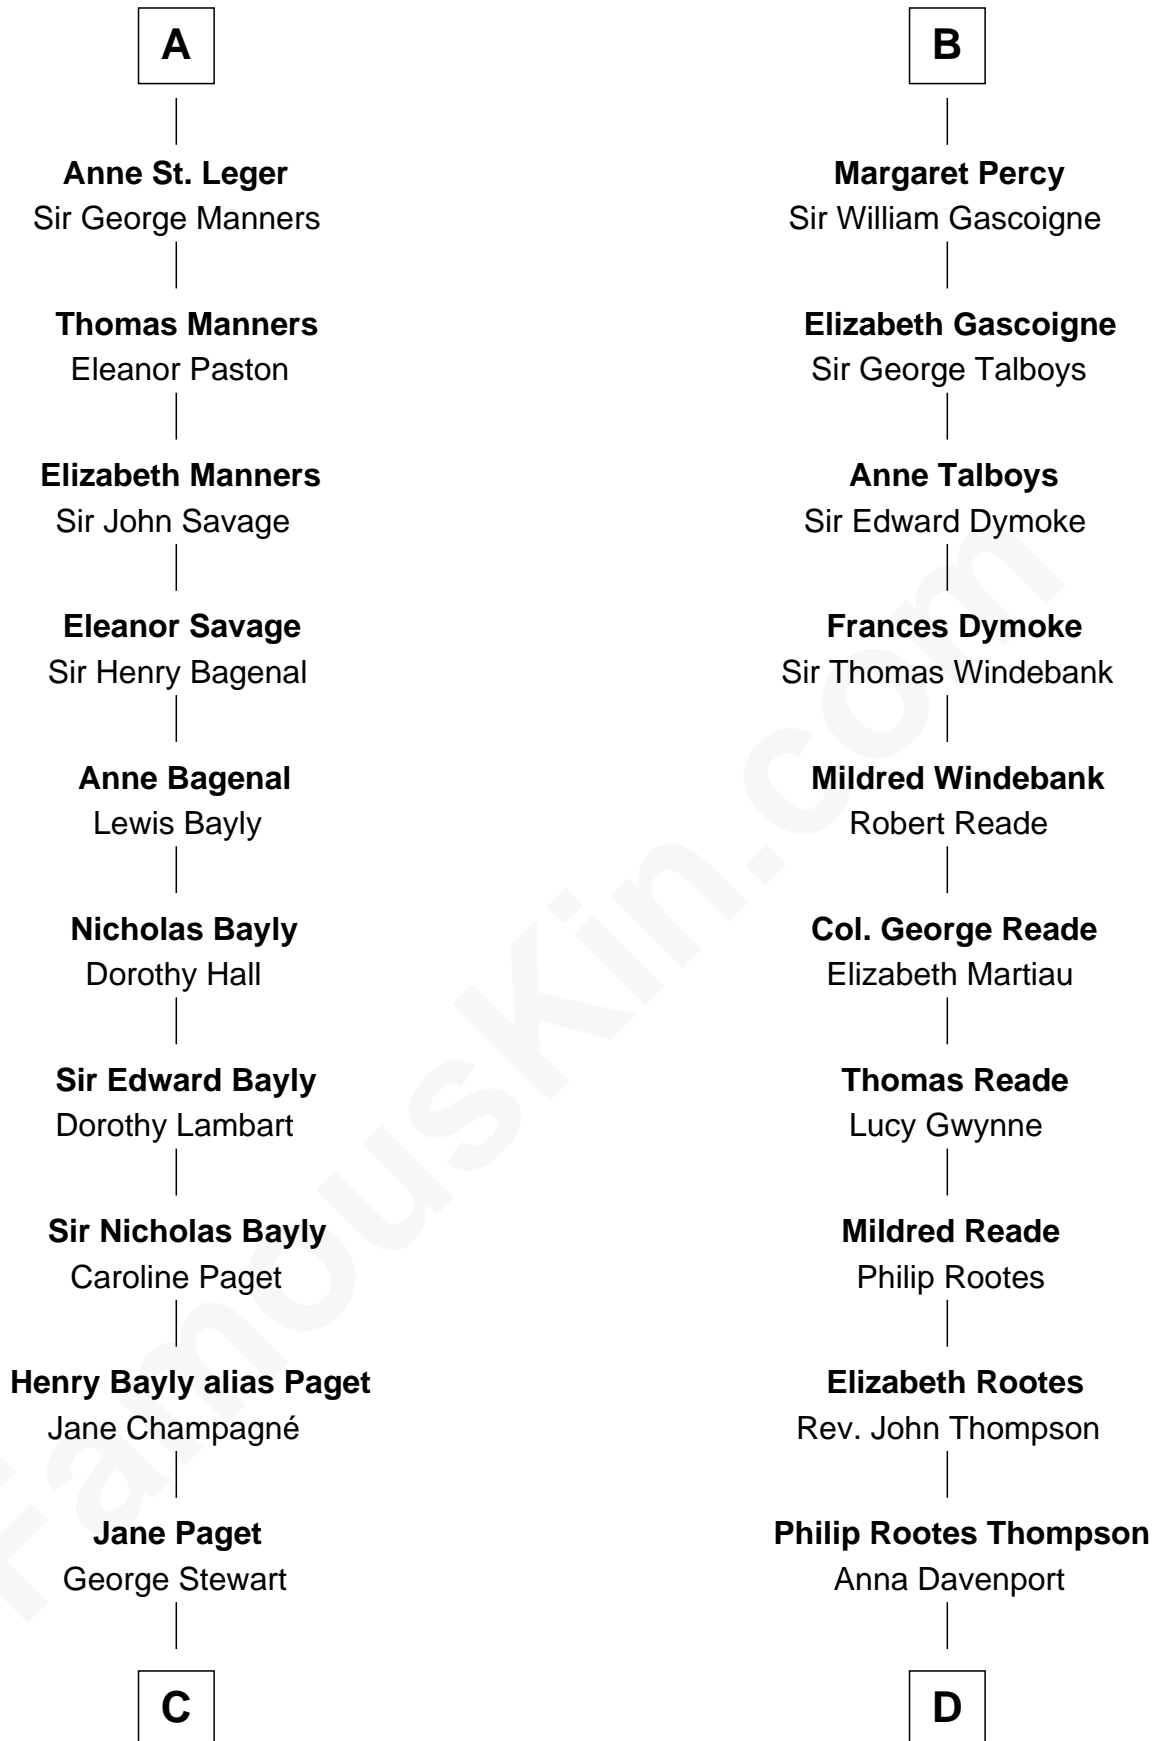 A
Anne St. Leger
Sir George Manners
Thomas Manners
Eleanor Paston
Elizabeth Manners
Sir John Savage
Eleanor Savage
Sir Henry Bagenal
Anne Bagenal
Lewis Bayly
Nicholas Bayly
Dorothy Hall
Sir Edward Bayly
Dorothy Lambart
Sir Nicholas Bayly
Caroline Paget
Henry Bayly alias Paget
Jane Champagné
Jane Paget
George Stewart
C
B
Margaret Percy
Sir William Gascoigne
Elizabeth Gascoigne
Sir George Talboys
Anne Talboys
Sir Edward Dymoke
Frances Dymoke
Sir Thomas Windebank
Mildred Windebank
Robert Reade
Col. George Reade
Elizabeth Martiau
Thomas Reade
Lucy Gwynne
Mildred Reade
Philip Rootes
Elizabeth Rootes
Rev. John Thompson
Philip Rootes Thompson
Anna Davenport
D
FamousKin.com